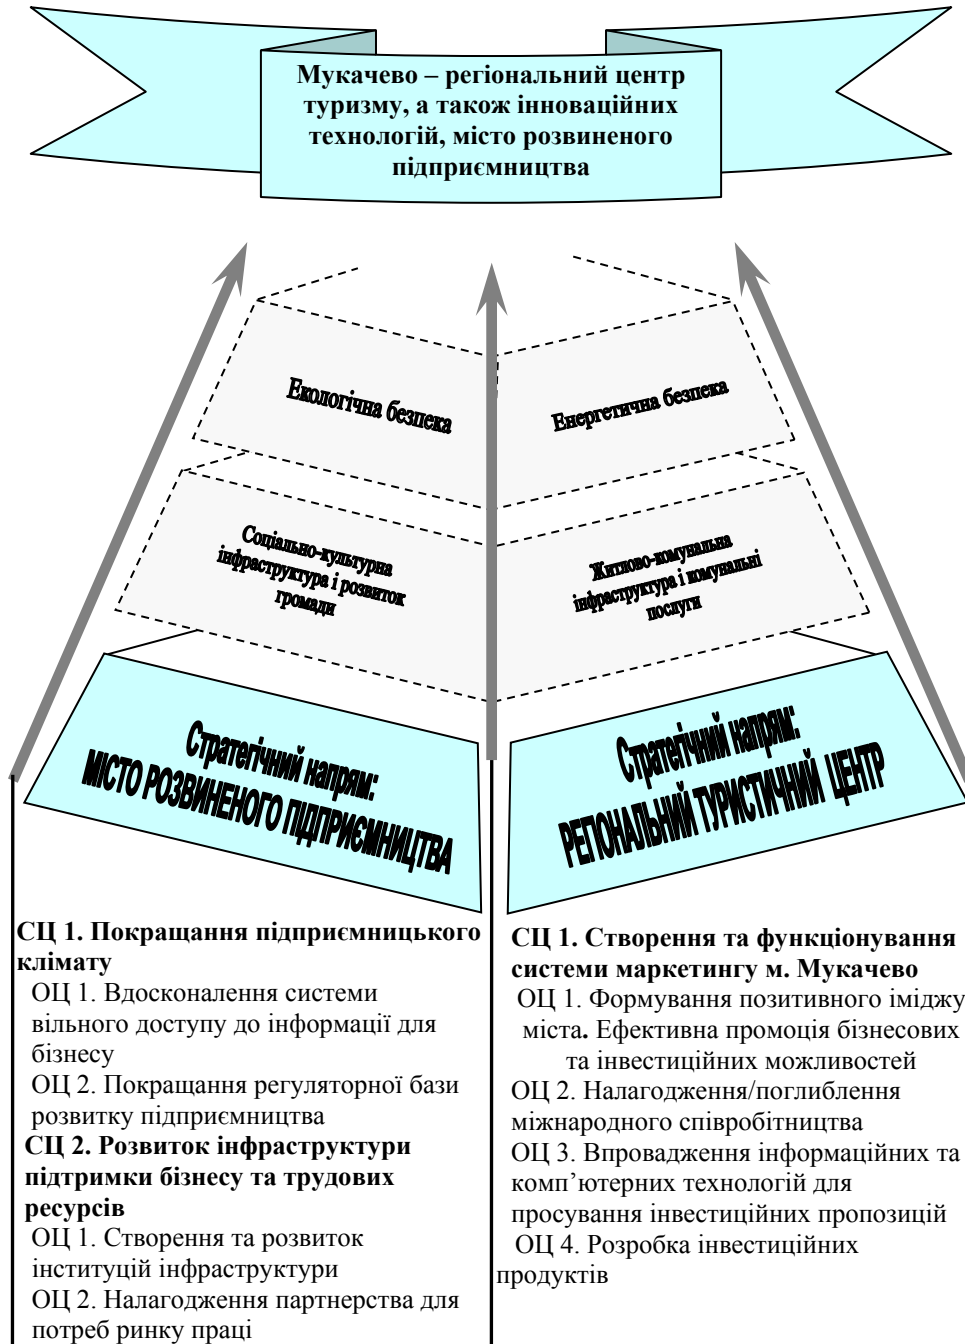 Мукачево – регіональний центр
туризму, а також інноваційних
технологій, місто розвиненого
підприємництва
Екологічна безпека
Енергетична безпека
Соціально-культурна
інфраструктура і розвиток
громади
Житлово-комунальна
інфраструктура і комунальні
послуги
Стратегічний напрям:
МІСТО РОЗВИНЕНОГО ПІДПРИЄМНИЦТВА
Стратегічний напрям:
РЕГІОНАЛЬНИЙ ТУРИСТИЧНИЙ ЦЕНТР
СЦ 1. Покращання підприємницького
клімату
ОЦ 1. Вдосконалення системи
вільного доступу до інформації для
бізнесу
ОЦ 2. Покращання регуляторної бази
розвитку підприємництва
СЦ 2. Розвиток інфраструктури
підтримки бізнесу та трудових
ресурсів
ОЦ 1. Створення та розвиток
інституцій інфраструктури
ОЦ 2. Налагодження партнерства для
потреб ринку праці
СЦ 1. Створення та функціонування
системи маркетингу м. Мукачево
ОЦ 1. Формування позитивного іміджу
міста. Ефективна промоція бізнесових
та інвестиційних можливостей
ОЦ 2. Налагодження/поглиблення
міжнародного співробітництва
ОЦ 3. Впровадження інформаційних та
комп’ютерних технологій для
просування інвестиційних пропозицій
ОЦ 4. Розробка інвестиційних
продуктів